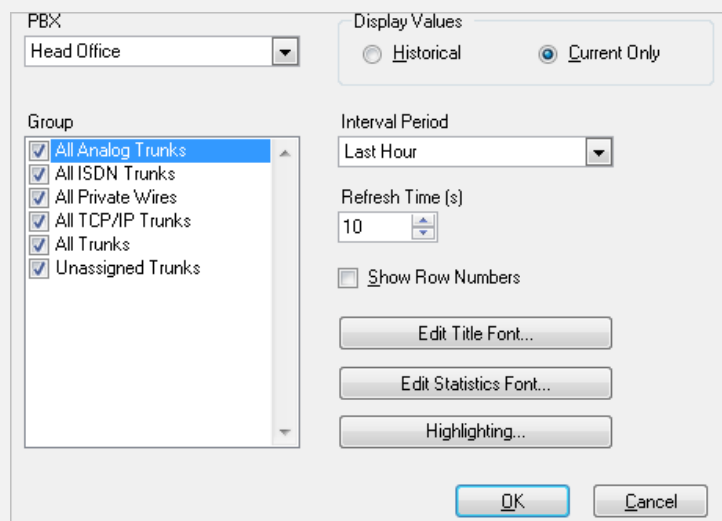 PBX
Head Office
Display Values
Historical
Current Only
Group
All Analog Trunks
All ISDN Trunks
All Private Wires
All TCP/IP Trunks
All Trunks
Unassigned Trunks
Interval Period
Last Hour
Refresh Time (s)
10
Show Row Numbers
Edit Title Font...
Edit Statistics Font...
Highlighting...
OK
Cancel